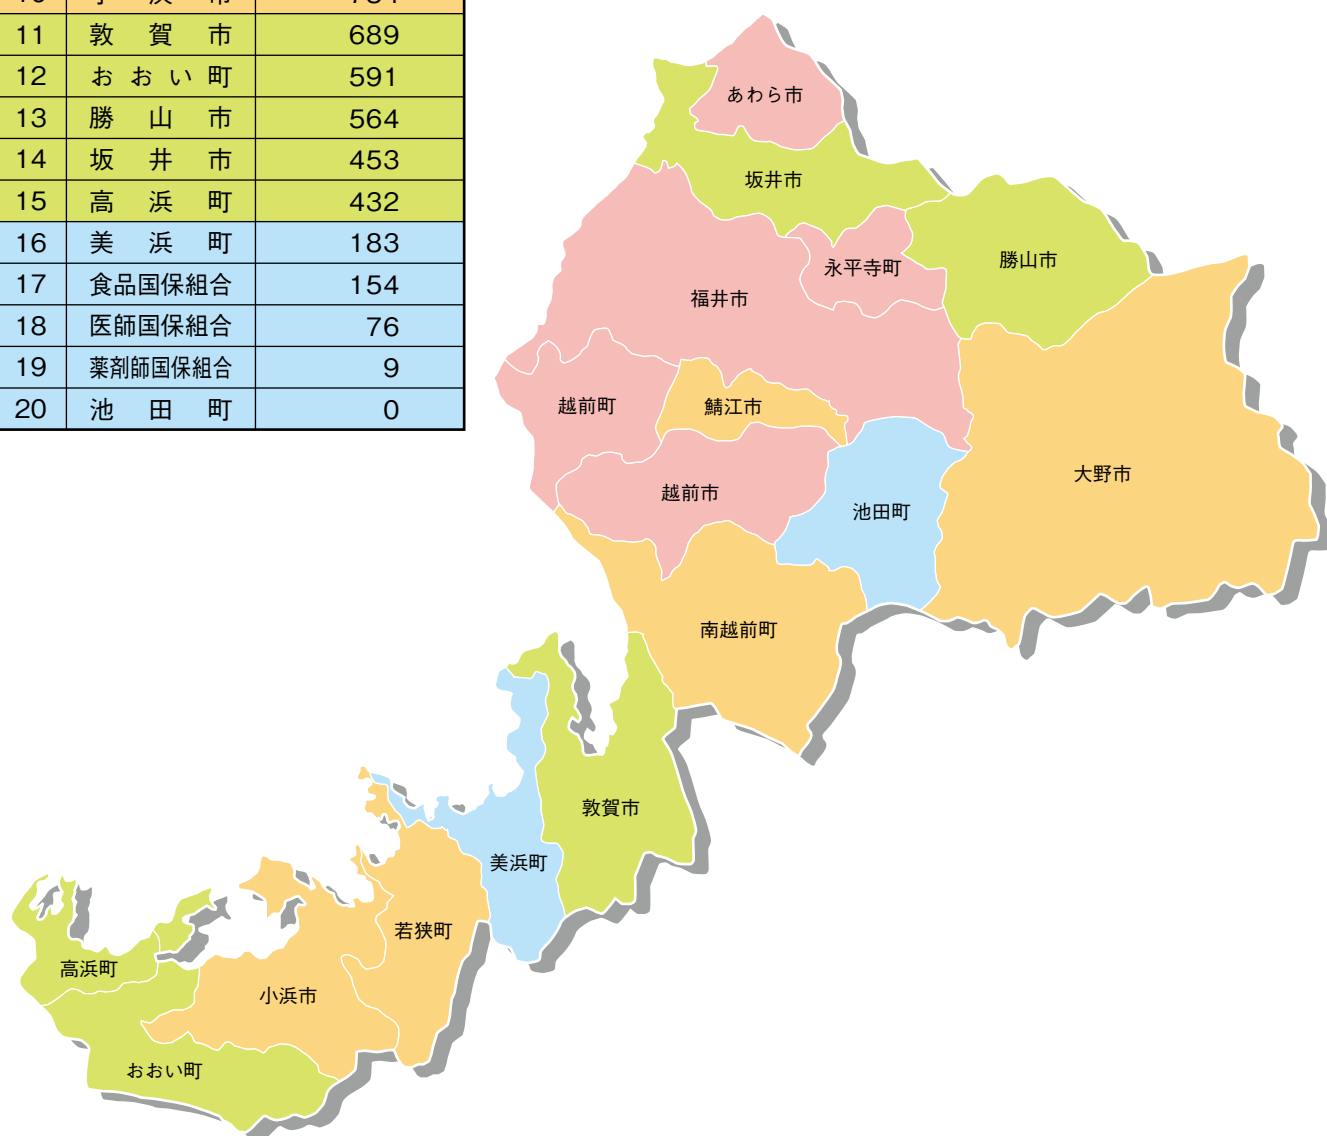 11 敦賀市 689
12 おおい町 591
13 勝山市 564
14 坂井市 453
15 高浜町 432
16 美浜町 183
17 食品国保組合 154
18 医師国保組合 76
19 薬剤師国保組合 9
20 池田町 0
あわら市
坂井市
永平寺町
勝山市
福井市
越前町
鯖江市
大野市
越前市
池田町
南越前町
敦賀市
美浜町
若狭町
高浜町
小浜市
おおい町